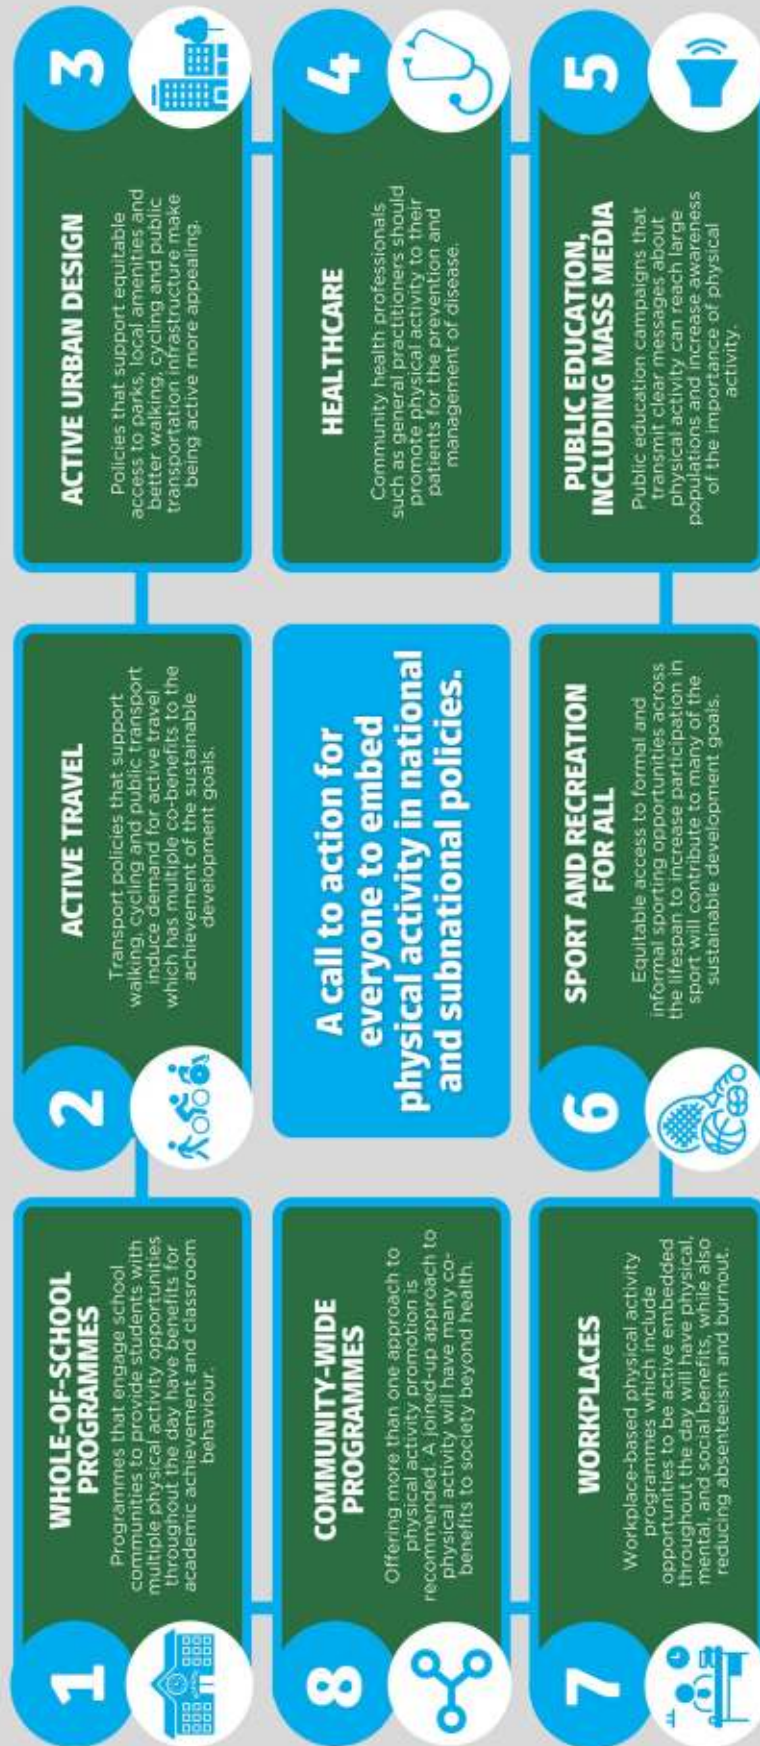 1
WHOLE-OF-SCHOOL
PROGRAMMES
Programmes that engage school
communities to provide students with
multiple physical activity opportunities
throughout the day have benefits for
academic achievement and classroom
behaviour.
2
ACTIVE TRAVEL
Transport policies that support
walking, cycling and public transport
induce demand for active travel
which has multiple co-benefits to the
achievement of the sustainable
development goals.
3
ACTIVE URBAN DESIGN
Policies that support equitable
access to parks, local amenities and
better walking, cycling and public
transportation infrastructure make
being active more appealing.
4
HEALTHCARE
Community health professionals
such as general practitioners should
promote physical activity to their
patients for the prevention and
management of disease.
5
PUBLIC EDUCATION,
INCLUDING MASS MEDIA
Public education campaigns that
transmit clear messages about
physical activity can reach large
populations and increase awareness
of the importance of physical
activity.
6
SPORT AND RECREATION
FOR ALL
Equitable access to formal and
informal sporting opportunities across
the lifespan to increase participation in
sport will contribute to many of the
sustainable development goals.
7
WORKPLACES
Workplace-based physical activity
programmes which include
opportunities to be active embedded
throughout the day will have physical,
mental, and social benefits, while also
reducing absenteeism and burnout.
8
COMMUNITY-WIDE
PROGRAMMES
Offering more than one approach to
physical activity promotion is
recommended. A joined-up approach to
physical activity will have many co-
benefits to society beyond health.
A call to action for
everyone to embed
physical activity in national
and subnational policies.